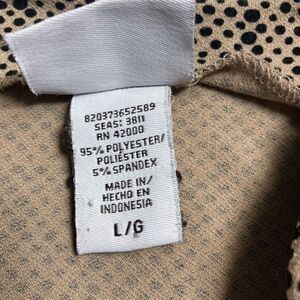 820373652589
SEAS: 3811
RN 42000
95% POLYESTER/
POLIÉSTER
5% SPANDEX
MADE IN/
HECHO EN
INDONESIA
L/G